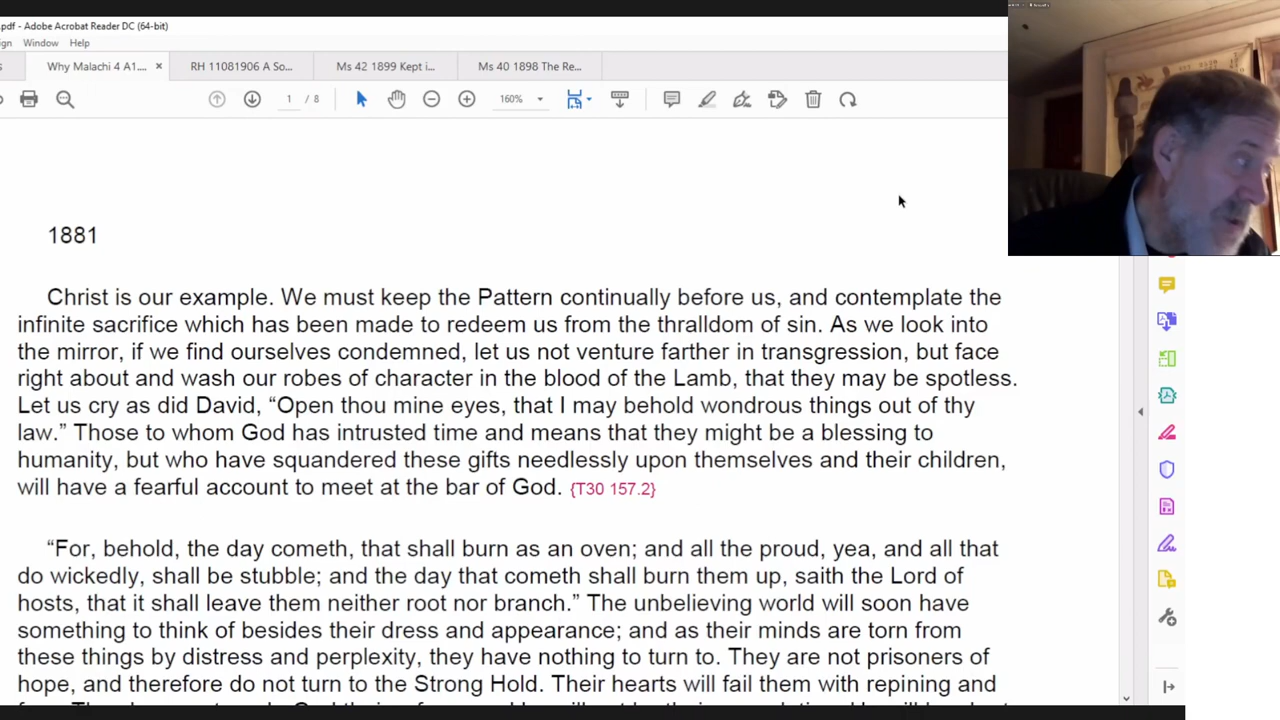 .pdf - Adobe Acrobat Reader DC (64-bit)
Window Help
Why Malachi 4 A1.... × RH 11081906 A So... Ms 42 1899 Kept i... Ms 40 1898 The Re...
1 / 8 160%
1881
Christ is our example. We must keep the Pattern continually before us, and contemplate the
infinite sacrifice which has been made to redeem us from the thralldom of sin. As we look into
the mirror, if we find ourselves condemned, let us not venture farther in transgression, but face
right about and wash our robes of character in the blood of the Lamb, that they may be spotless.
Let us cry as did David, “Open thou mine eyes, that I may behold wondrous things out of thy
law.” Those to whom God has intrusted time and means that they might be a blessing to
humanity, but who have squandered these gifts needlessly upon themselves and their children,
will have a fearful account to meet at the bar of God. {T30 157.2}
“For, behold, the day cometh, that shall burn as an oven; and all the proud, yea, and all that
do wickedly, shall be stubble; and the day that cometh shall burn them up, saith the Lord of
hosts, that it shall leave them neither root nor branch.” The unbelieving world will soon have
something to think of besides their dress and appearance; and as their minds are torn from
these things by distress and perplexity, they have nothing to turn to. They are not prisoners of
hope, and therefore do not turn to the Strong Hold. Their hearts will fail them with repining and